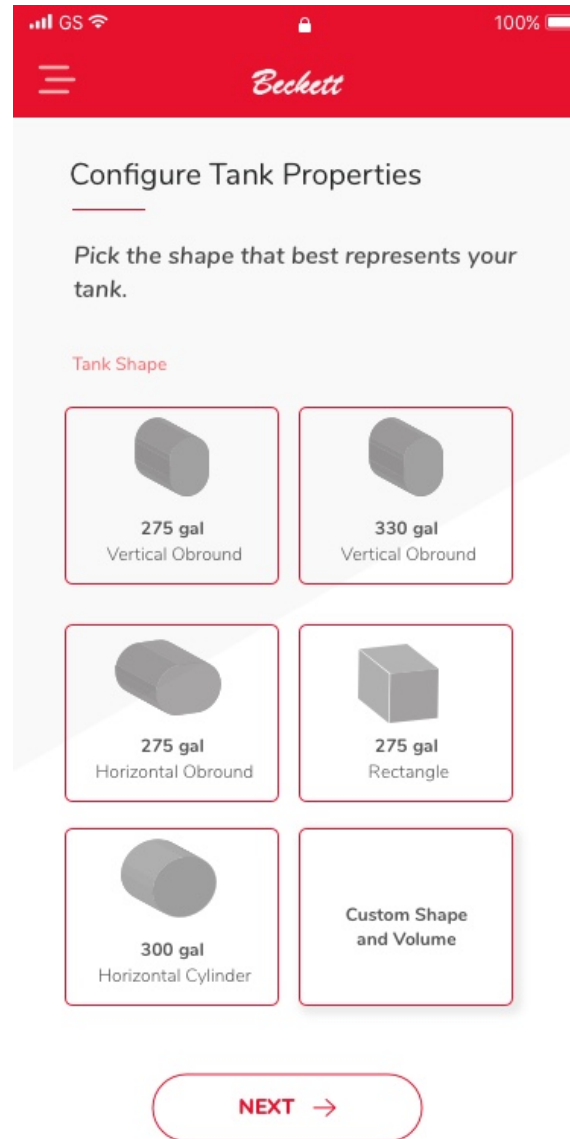 GS 100%
Beckett
Configure Tank Properties
Pick the shape that best represents your
tank.
Tank Shape
275 gal
Vertical Obround
330 gal
Vertical Obround
275 gal
Horizontal Obround
275 gal
Rectangle
300 gal
Horizontal Cylinder
Custom Shape
and Volume
NEXT →